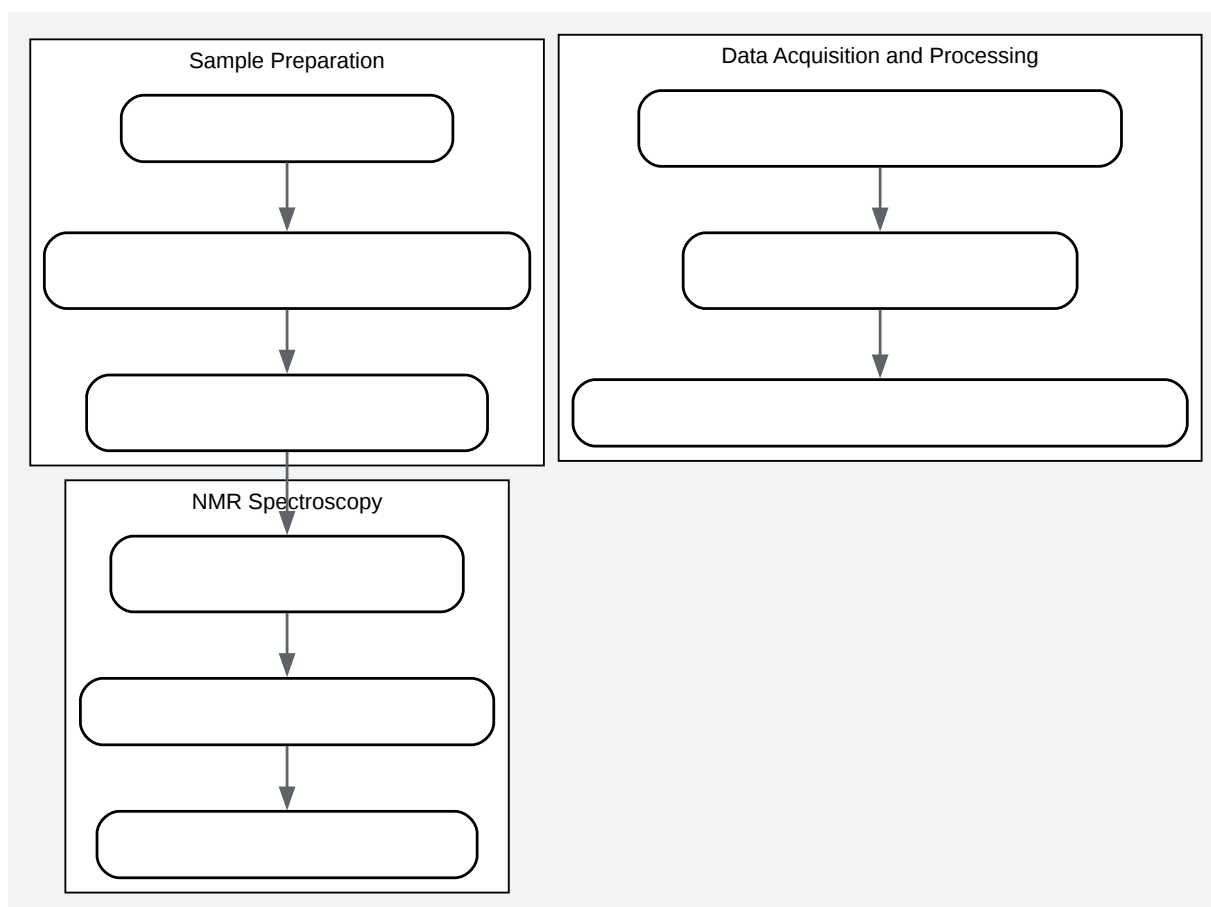 Sample Preparation
Data Acquisition and Processing
NMR Spectroscopy